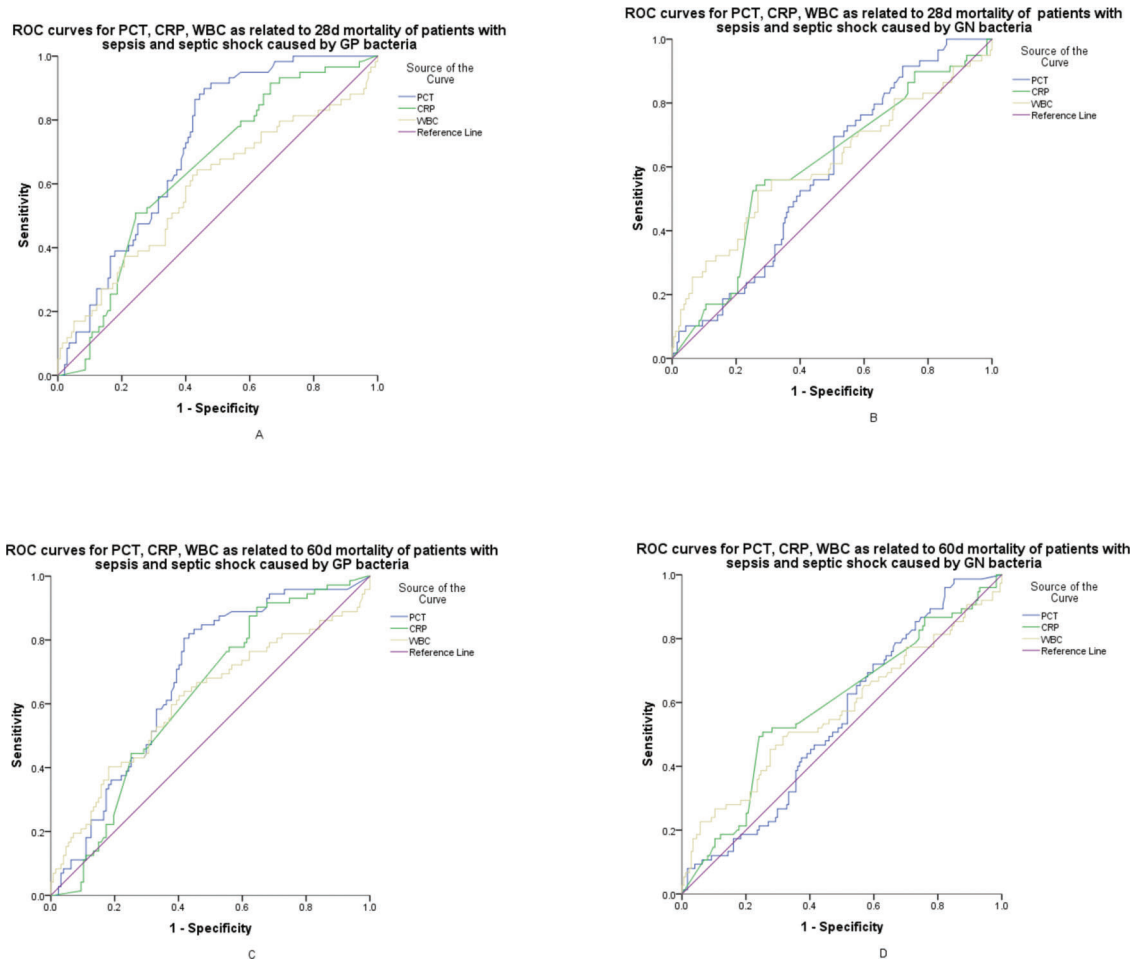 ROC curves for PCT, CRP, WBC as related to 28d mortality of patients with
sepsis and septic shock caused by GP bacteria
Source of the
Curve
PCT
CRP
WBC
Reference Line
1.0
0.8
0.6
0.4
0.2
0.0
Sensitivity
0.0 0.2 0.4 0.6 0.8 1.0
1 - Specificity
A
ROC curves for PCT, CRP, WBC as related to 28d mortality of patients with
sepsis and septic shock caused by GN bacteria
Source of the
Curve
PCT
CRP
WBC
Reference Line
1.0
0.8
0.6
0.4
0.2
0.0
Sensitivity
0.0 0.2 0.4 0.6 0.8 1.0
1 - Specificity
B
ROC curves for PCT, CRP, WBC as related to 60d mortality of patients with
sepsis and septic shock caused by GP bacteria
Source of the
Curve
PCT
CRP
WBC
Reference Line
1.0
0.8
0.6
0.4
0.2
0.0
Sensitivity
0.0 0.2 0.4 0.6 0.8 1.0
1 - Specificity
C
ROC curves for PCT, CRP, WBC as related to 60d mortality of patients with
sepsis and septic shock caused by GN bacteria
Source of the
Curve
PCT
CRP
WBC
Reference Line
1.0
0.8
0.6
0.4
0.2
0.0
Sensitivity
0.0 0.2 0.4 0.6 0.8 1.0
1 - Specificity
D